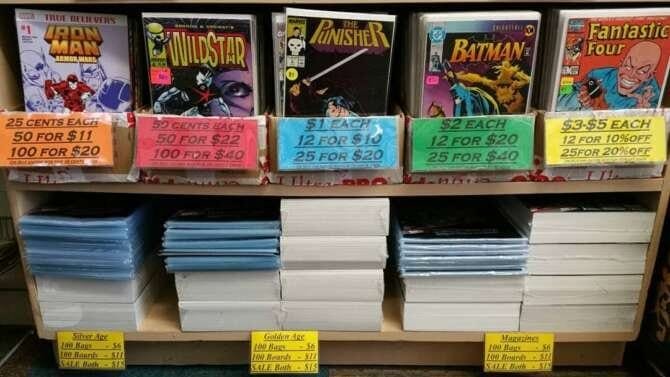 TRUE BELIEVERS
#1
IRON
MAN
ARMOR WARS
WILDSTAR
THE
PUNISHER
BATMAN
Fantastic
Four
25 CENTS EACH
50 FOR $11
100 FOR $20
50 CENTS EACH
50 FOR $22
100 FOR $40
$1 EACH
12 FOR $10
25 FOR $20
$2 EACH
12 FOR $20
25 FOR $40
$3-$5 EACH
12 FOR 10%OFF
25FOR 20%OFF
Silver Age
100 Bags - $6
100 Boards - $11
SALE Both - $15
Golden Age
100 Bags - $6
100 Boards - $11
SALE Both - $15
Magazines
100 Bags - $6
100 Boards - $11
SALE Both - $15